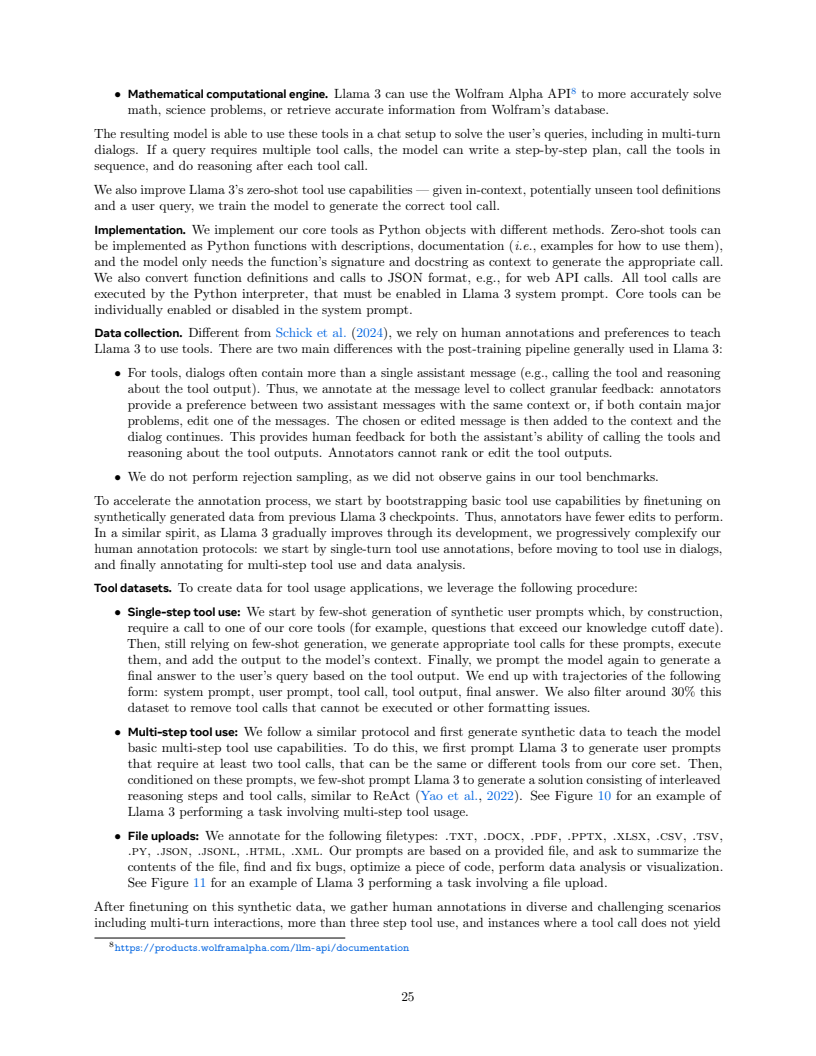 • Mathematical computational engine. Llama 3 can use the Wolfram Alpha API8 to more accurately solve
math, science problems, or retrieve accurate information from Wolfram's database.
The resulting model is able to use these tools in a chat setup to solve the user's queries, including in multi-turn
dialogs. If a query requires multiple tool calls, the model can write a step-by-step plan, call the tools in
sequence, and do reasoning after each tool call.
We also improve Llama 3's zero-shot tool use capabilities — given in-context, potentially unseen tool definitions
and a user query, we train the model to generate the correct tool call.
Implementation. We implement our core tools as Python objects with different methods. Zero-shot tools can
be implemented as Python functions with descriptions, documentation (i.e., examples for how to use them),
and the model only needs the function's signature and docstring as context to generate the appropriate call.
We also convert function definitions and calls to JSON format, e.g., for web API calls. All tool calls are
executed by the Python interpreter, that must be enabled in Llama 3 system prompt. Core tools can be
individually enabled or disabled in the system prompt.
Data collection. Different from Schick et al. (2024), we rely on human annotations and preferences to teach
Llama 3 to use tools. There are two main differences with the post-training pipeline generally used in Llama 3:
• For tools, dialogs often contain more than a single assistant message (e.g., calling the tool and reasoning
about the tool output). Thus, we annotate at the message level to collect granular feedback: annotators
provide a preference between two assistant messages with the same context or, if both contain major
problems, edit one of the messages. The chosen or edited message is then added to the context and the
dialog continues. This provides human feedback for both the assistant's ability of calling the tools and
reasoning about the tool outputs. Annotators cannot rank or edit the tool outputs.
• We do not perform rejection sampling, as we did not observe gains in our tool benchmarks.
To accelerate the annotation process, we start by bootstrapping basic tool use capabilities by finetuning on
synthetically generated data from previous Llama 3 checkpoints. Thus, annotators have fewer edits to perform.
In a similar spirit, as Llama 3 gradually improves through its development, we progressively complexify our
human annotation protocols: we start by single-turn tool use annotations, before moving to tool use in dialogs,
and finally annotating for multi-step tool use and data analysis.
Tool datasets. To create data for tool usage applications, we leverage the following procedure:
• Single-step tool use: We start by few-shot generation of synthetic user prompts which, by construction,
require a call to one of our core tools (for example, questions that exceed our knowledge cutoff date).
Then, still relying on few-shot generation, we generate appropriate tool calls for these prompts, execute
them, and add the output to the model's context. Finally, we prompt the model again to generate a
final answer to the user's query based on the tool output. We end up with trajectories of the following
form: system prompt, user prompt, tool call, tool output, final answer. We also filter around 30% this
dataset to remove tool calls that cannot be executed or other formatting issues.
• Multi-step tool use: We follow a similar protocol and first generate synthetic data to teach the model
basic multi-step tool use capabilities. To do this, we first prompt Llama 3 to generate user prompts
that require at least two tool calls, that can be the same or different tools from our core set. Then,
conditioned on these prompts, we few-shot prompt Llama 3 to generate a solution consisting of interleaved
reasoning steps and tool calls, similar to ReAct (Yao et al., 2022). See Figure 10 for an example of
Llama 3 performing a task involving multi-step tool usage.
• File uploads: We annotate for the following filetypes: .TXT, .DOCX, .PDF, .PPTX, .XLSX, .CSV, .TSV,
.PY, .JSON, .JSONL, .HTML, .XML. Our prompts are based on a provided file, and ask to summarize the
contents of the file, find and fix bugs, optimize a piece of code, perform data analysis or visualization.
See Figure 11 for an example of Llama 3 performing a task involving a file upload.
After finetuning on this synthetic data, we gather human annotations in diverse and challenging scenarios
including multi-turn interactions, more than three step tool use, and instances where a tool call does not yield
8https://products.wolframalpha.com/llm-api/documentation
25